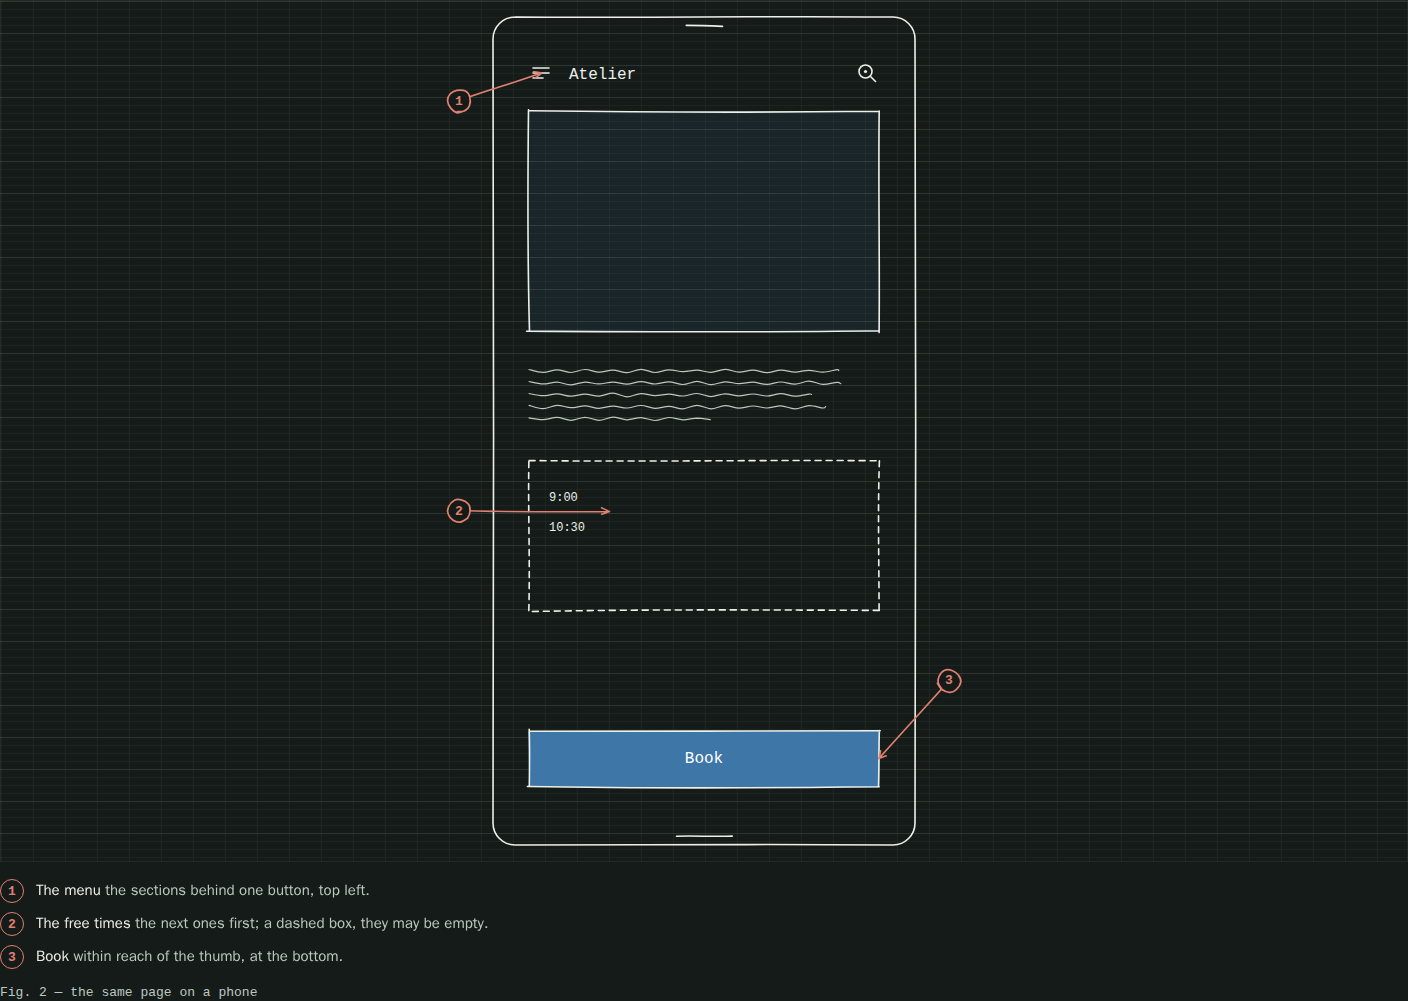 Atelier
1
9:00
2
10:30
3
Book
1 The menu the sections behind one button, top left.
2 The free times the next ones first; a dashed box, they may be empty.
3 Book within reach of the thumb, at the bottom.
Fig. 2 — the same page on a phone